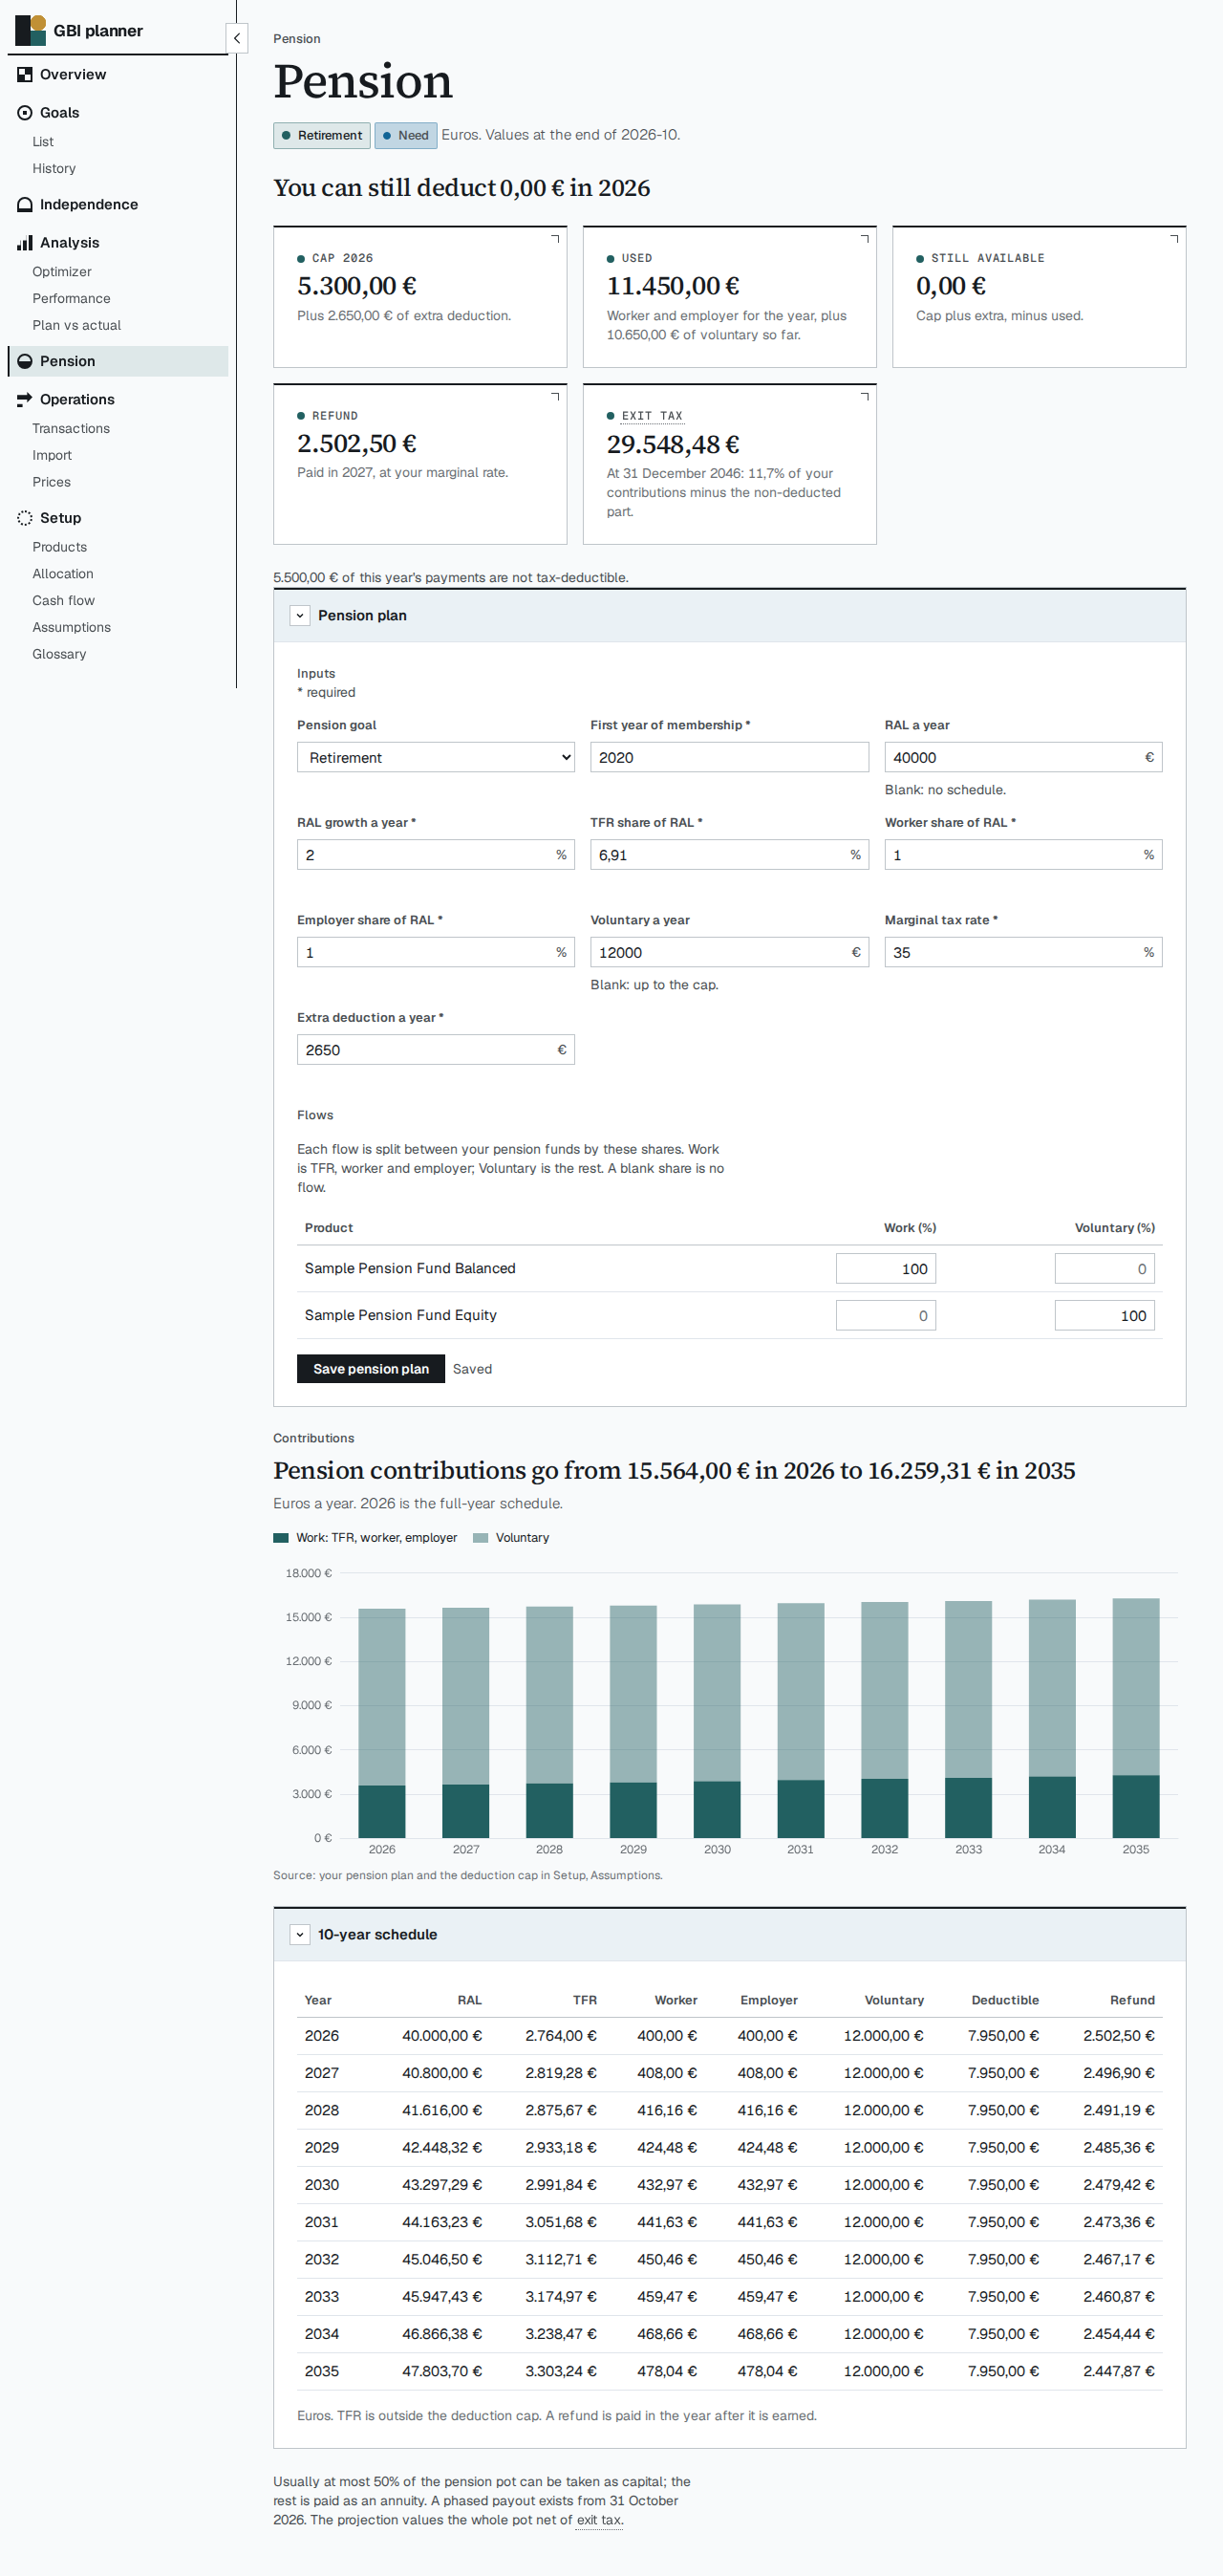 GBI planner
Overview
Goals
List
History
Independence
Analysis
Optimizer
Performance
Plan vs actual
Pension
Operations
Transactions
Import
Prices
Setup
Products
Allocation
Cash flow
Assumptions
Glossary
Pension
Pension
Retirement Need Euros. Values at the end of 2026-10.
You can still deduct 0,00 € in 2026
CAP 2026
5.300,00 €
Plus 2.650,00 € of extra deduction.
USED
11.450,00 €
Worker and employer for the year, plus
10.650,00 € of voluntary so far.
STILL AVAILABLE
0,00 €
Cap plus extra, minus used.
REFUND
2.502,50 €
Paid in 2027, at your marginal rate.
EXIT TAX
29.548,48 €
At 31 December 2046: 11,7% of your
contributions minus the non-deducted
part.
5.500,00 € of this year's payments are not tax-deductible.
Pension plan
Inputs
* required
Pension goal First year of membership * RAL a year
Retirement 2020 40000 €
Blank: no schedule.
RAL growth a year * TFR share of RAL * Worker share of RAL *
2 % 6,91 % 1 %
Employer share of RAL * Voluntary a year Marginal tax rate *
1 % 12000 € 35 %
Blank: up to the cap.
Extra deduction a year *
2650 €
Flows
Each flow is split between your pension funds by these shares. Work
is TFR, worker and employer; Voluntary is the rest. A blank share is no
flow.
Product Work (%) Voluntary (%)
Sample Pension Fund Balanced 100 0
Sample Pension Fund Equity 0 100
Save pension plan Saved
Contributions
Pension contributions go from 15.564,00 € in 2026 to 16.259,31 € in 2035
Euros a year. 2026 is the full-year schedule.
Work: TFR, worker, employer Voluntary
18.000 €
15.000 €
12.000 €
9.000 €
6.000 €
3.000 €
0 €
2026 2027 2028 2029 2030 2031 2032 2033 2034 2035
Source: your pension plan and the deduction cap in Setup, Assumptions.
10-year schedule
Year RAL TFR Worker Employer Voluntary Deductible Refund
2026 40.000,00 € 2.764,00 € 400,00 € 400,00 € 12.000,00 € 7.950,00 € 2.502,50 €
2027 40.800,00 € 2.819,28 € 408,00 € 408,00 € 12.000,00 € 7.950,00 € 2.496,90 €
2028 41.616,00 € 2.875,67 € 416,16 € 416,16 € 12.000,00 € 7.950,00 € 2.491,19 €
2029 42.448,32 € 2.933,18 € 424,48 € 424,48 € 12.000,00 € 7.950,00 € 2.485,36 €
2030 43.297,29 € 2.991,84 € 432,97 € 432,97 € 12.000,00 € 7.950,00 € 2.479,42 €
2031 44.163,23 € 3.051,68 € 441,63 € 441,63 € 12.000,00 € 7.950,00 € 2.473,36 €
2032 45.046,50 € 3.112,71 € 450,46 € 450,46 € 12.000,00 € 7.950,00 € 2.467,17 €
2033 45.947,43 € 3.174,97 € 459,47 € 459,47 € 12.000,00 € 7.950,00 € 2.460,87 €
2034 46.866,38 € 3.238,47 € 468,66 € 468,66 € 12.000,00 € 7.950,00 € 2.454,44 €
2035 47.803,70 € 3.303,24 € 478,04 € 478,04 € 12.000,00 € 7.950,00 € 2.447,87 €
Euros. TFR is outside the deduction cap. A refund is paid in the year after it is earned.
Usually at most 50% of the pension pot can be taken as capital; the
rest is paid as an annuity. A phased payout exists from 31 October
2026. The projection values the whole pot net of exit tax.